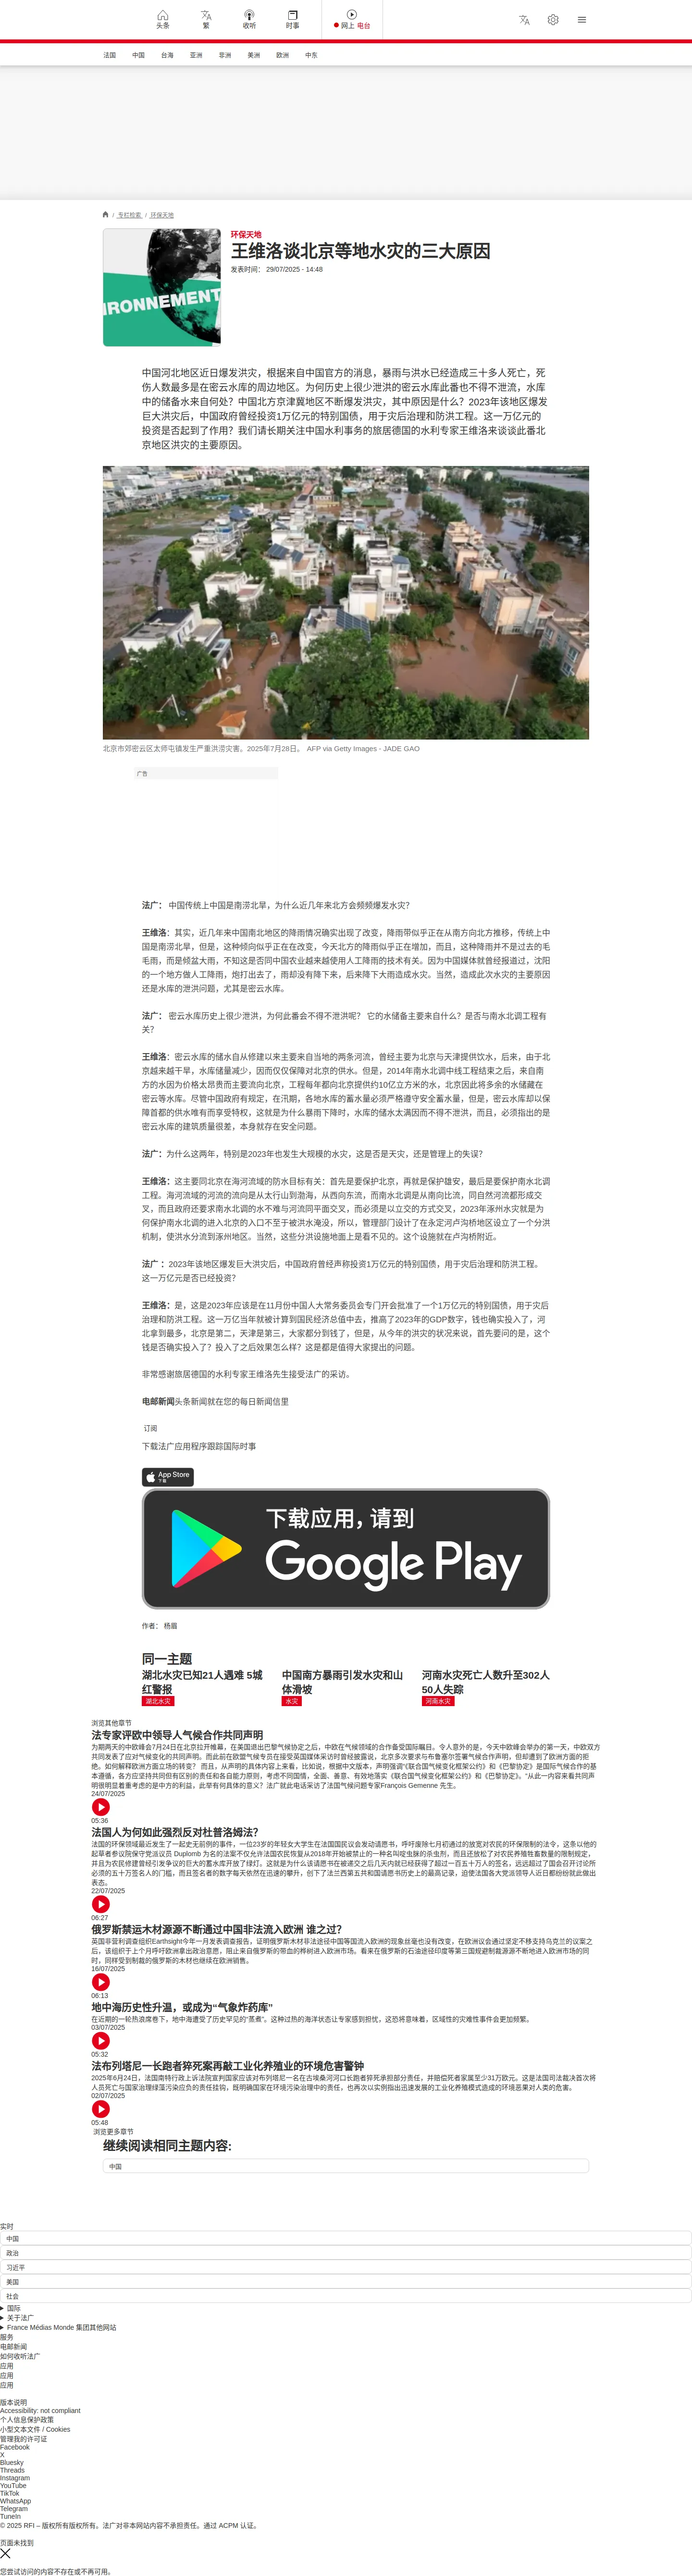 头条
繁
收听
时事
网上 电台
法国
中国
台海
亚洲
非洲
美洲
欧洲
中东
/ 专栏检索 / 环保天地
IRONNEMENT
环保天地
王维洛谈北京等地水灾的三大原因
发表时间： 29/07/2025 - 14:48
中国河北地区近日爆发洪灾，根据来自中国官方的消息，暴雨与洪水已经造成三十多人死亡，死
伤人数最多是在密云水库的周边地区。为何历史上很少泄洪的密云水库此番也不得不泄流，水库
中的储备水来自何处？中国北方京津冀地区不断爆发洪灾，其中原因是什么？2023年该地区爆发
巨大洪灾后，中国政府曾经投资1万亿元的特别国债，用于灾后治理和防洪工程。这一万亿元的
投资是否起到了作用？我们请长期关注中国水利事务的旅居德国的水利专家王维洛来谈谈此番北
京地区洪灾的主要原因。
北京市郊密云区太师屯镇发生严重洪涝灾害。2025年7月28日。 AFP via Getty Images - JADE GAO
广告
法广： 中国传统上中国是南涝北旱，为什么近几年来北方会频频爆发水灾？
王维洛：其实，近几年来中国南北地区的降雨情况确实出现了改变，降雨带似乎正在从南方向北方推移，传统上中
国是南涝北旱，但是，这种倾向似乎正在在改变，今天北方的降雨似乎正在增加，而且，这种降雨并不是过去的毛
毛雨，而是倾盆大雨，不知这是否同中国农业越来越使用人工降雨的技术有关。因为中国媒体就曾经报道过，沈阳
的一个地方做人工降雨，炮打出去了，雨却没有降下来，后来降下大雨造成水灾。当然，造成此次水灾的主要原因
还是水库的泄洪问题，尤其是密云水库。
法广： 密云水库历史上很少泄洪，为何此番会不得不泄洪呢？ 它的水储备主要来自什么？是否与南水北调工程有
关？
王维洛：密云水库的储水自从修建以来主要来自当地的两条河流，曾经主要为北京与天津提供饮水，后来，由于北
京越来越干旱，水库储量减少，因而仅仅保障对北京的供水。但是，2014年南水北调中线工程结束之后，来自南
方的水因为价格太昂贵而主要流向北京，工程每年都向北京提供约10亿立方米的水，北京因此将多余的水储藏在
密云等水库。尽管中国政府有规定，在汛期，各地水库的蓄水量必须严格遵守安全蓄水量，但是，密云水库却以保
障首都的供水唯有而享受特权，这就是为什么暴雨下降时，水库的储水太满因而不得不泄洪，而且，必须指出的是
密云水库的建筑质量很差，本身就存在安全问题。
法广：为什么这两年，特别是2023年也发生大规模的水灾，这是否是天灾，还是管理上的失误？
王维洛：这主要同北京在海河流域的防水目标有关：首先是要保护北京，再就是保护雄安，最后是要保护南水北调
工程。海河流域的河流的流向是从太行山到渤海，从西向东流，而南水北调是从南向比流，同自然河流都形成交
叉，而且政府还要求南水北调的水不难与河流同平面交叉，而必须是以立交的方式交叉，2023年涿州水灾就是为
何保护南水北调的进入北京的入口不至于被洪水淹没，所以，管理部门设计了在永定河卢沟桥地区设立了一个分洪
机制，使洪水分流到涿州地区。当然，这些分洪设施地面上是看不见的。这个设施就在卢沟桥附近。
法广 ：2023年该地区爆发巨大洪灾后，中国政府曾经声称投资1万亿元的特别国债，用于灾后治理和防洪工程。
这一万亿元是否已经投资？
王维洛：是，这是2023年应该是在11月份中国人大常务委员会专门开会批准了一个1万亿元的特别国债，用于灾后
治理和防洪工程。这一万亿当年就被计算到国民经济总值中去，推高了2023年的GDP数字，钱也确实投入了，河
北拿到最多，北京是第二，天津是第三，大家都分到钱了，但是，从今年的洪灾的状况来说，首先要问的是，这个
钱是否确实投入了？投入了之后效果怎么样？这是都是值得大家提出的问题。
非常感谢旅居德国的水利专家王维洛先生接受法广的采访。
电邮新闻头条新闻就在您的每日新闻信里
订阅
下载法广应用程序跟踪国际时事
App Store
下载
下载应用，请到
Google Play
作者： 杨眉
同一主题
湖北水灾已知21人遇难 5城
红警报
湖北水灾
中国南方暴雨引发水灾和山
体滑坡
水灾
河南水灾死亡人数升至302人
50人失踪
河南水灾
浏览其他章节
法专家评欧中领导人气候合作共同声明
为期两天的中欧峰会7月24日在北京拉开帷幕，在美国退出巴黎气候协定之后，中欧在气候领域的合作备受国际瞩目。令人意外的是，今天中欧峰会举办的第一天，中欧双方
共同发表了应对气候变化的共同声明。而此前在欧盟气候专员在接受英国媒体采访时曾经披露说，北京多次要求与布鲁塞尔签署气候合作声明，但却遭到了欧洲方面的拒
绝。如何解释欧洲方面立场的转变？ 而且，从声明的具体内容上来看，比如说，根据中文版本，声明强调“《联合国气候变化框架公约》和《巴黎协定》是国际气候合作的基
本遵循，各方应坚持共同但有区别的责任和各自能力原则，考虑不同国情，全面、善意、有效地落实《联合国气候变化框架公约》和《巴黎协定》。”从此一内容来看共同声
明很明显着重考虑的是中方的利益，此举有何具体的意义？法广就此电话采访了法国气候问题专家François Gemenne 先生。
24/07/2025
05:36
法国人为何如此强烈反对杜普洛姆法？
法国的环保领域最近发生了一起史无前例的事件，一位23岁的年轻女大学生在法国国民议会发动请愿书，呼吁废除七月初通过的放宽对农民的环保限制的法令，这条以他的
起草者参议院保守党派议员 Duplomb 为名的法案不仅允许法国农民恢复从2018年开始被禁止的一种名叫啶虫脒的杀虫剂，而且还放松了对农民养殖牲畜数量的限制规定，
并且为农民修建曾经引发争议的巨大的蓄水库开放了绿灯。这就是为什么该请愿书在被递交之后几天内就已经获得了超过一百五十万人的签名，远远超过了国会召开讨论所
必须的五十万签名人的门槛，而且签名者的数字每天依然在迅速的攀升，创下了法兰西第五共和国请愿书历史上的最高记录，迫使法国各大党派领导人近日都纷纷就此做出
表态。
22/07/2025
06:27
俄罗斯禁运木材源源不断通过中国非法流入欧洲 谁之过？
英国非营利调查组织Earthsight今年一月发表调查报告，证明俄罗斯木材非法途径中国等国流入欧洲的现象丝毫也没有改变，在欧洲议会通过坚定不移支持乌克兰的议案之
后，该组织于上个月呼吁欧洲拿出政治意愿，阻止来自俄罗斯的带血的桦树进入欧洲市场。看来在俄罗斯的石油途径印度等第三国规避制裁源源不断地进入欧洲市场的同
时，同样受到制裁的俄罗斯的木材也继续在欧洲销售。
16/07/2025
06:13
地中海历史性升温，或成为“气象炸药库”
在近期的一轮热浪席卷下，地中海遭受了历史罕见的“蒸煮”。这种过热的海洋状态让专家感到担忧，这恐将意味着，区域性的灾难性事件会更加频繁。
03/07/2025
05:32
法布列塔尼一长跑者猝死案再敲工业化养殖业的环境危害警钟
2025年6月24日，法国南特行政上诉法院宣判国家应该对布列塔尼一名在古埃桑河河口长跑者猝死承担部分责任，并赔偿死者家属至少31万欧元。这是法国司法裁决首次将
人员死亡与国家治理绿藻污染应负的责任挂钩，既明确国家在环境污染治理中的责任，也再次以实例指出迅速发展的工业化养殖模式造成的环境恶果对人类的危害。
02/07/2025
05:48
浏览更多章节
继续阅读相同主题内容:
中国
实时
中国
政治
习近平
美国
社会
国际
关于法广
France Médias Monde 集团其他网站
服务
电邮新闻
如何收听法广
应用
应用
应用
版本说明
Accessibility: not compliant
个人信息保护政策
小型文本文件 / Cookies
管理我的许可证
Facebook
X
Bluesky
Threads
Instagram
YouTube
TikTok
WhatsApp
Telegram
TuneIn
© 2025 RFI – 版权所有版权所有。法广对非本网站内容不承担责任。通过 ACPM 认证。
页面未找到
您尝试访问的内容不存在或不再可用。